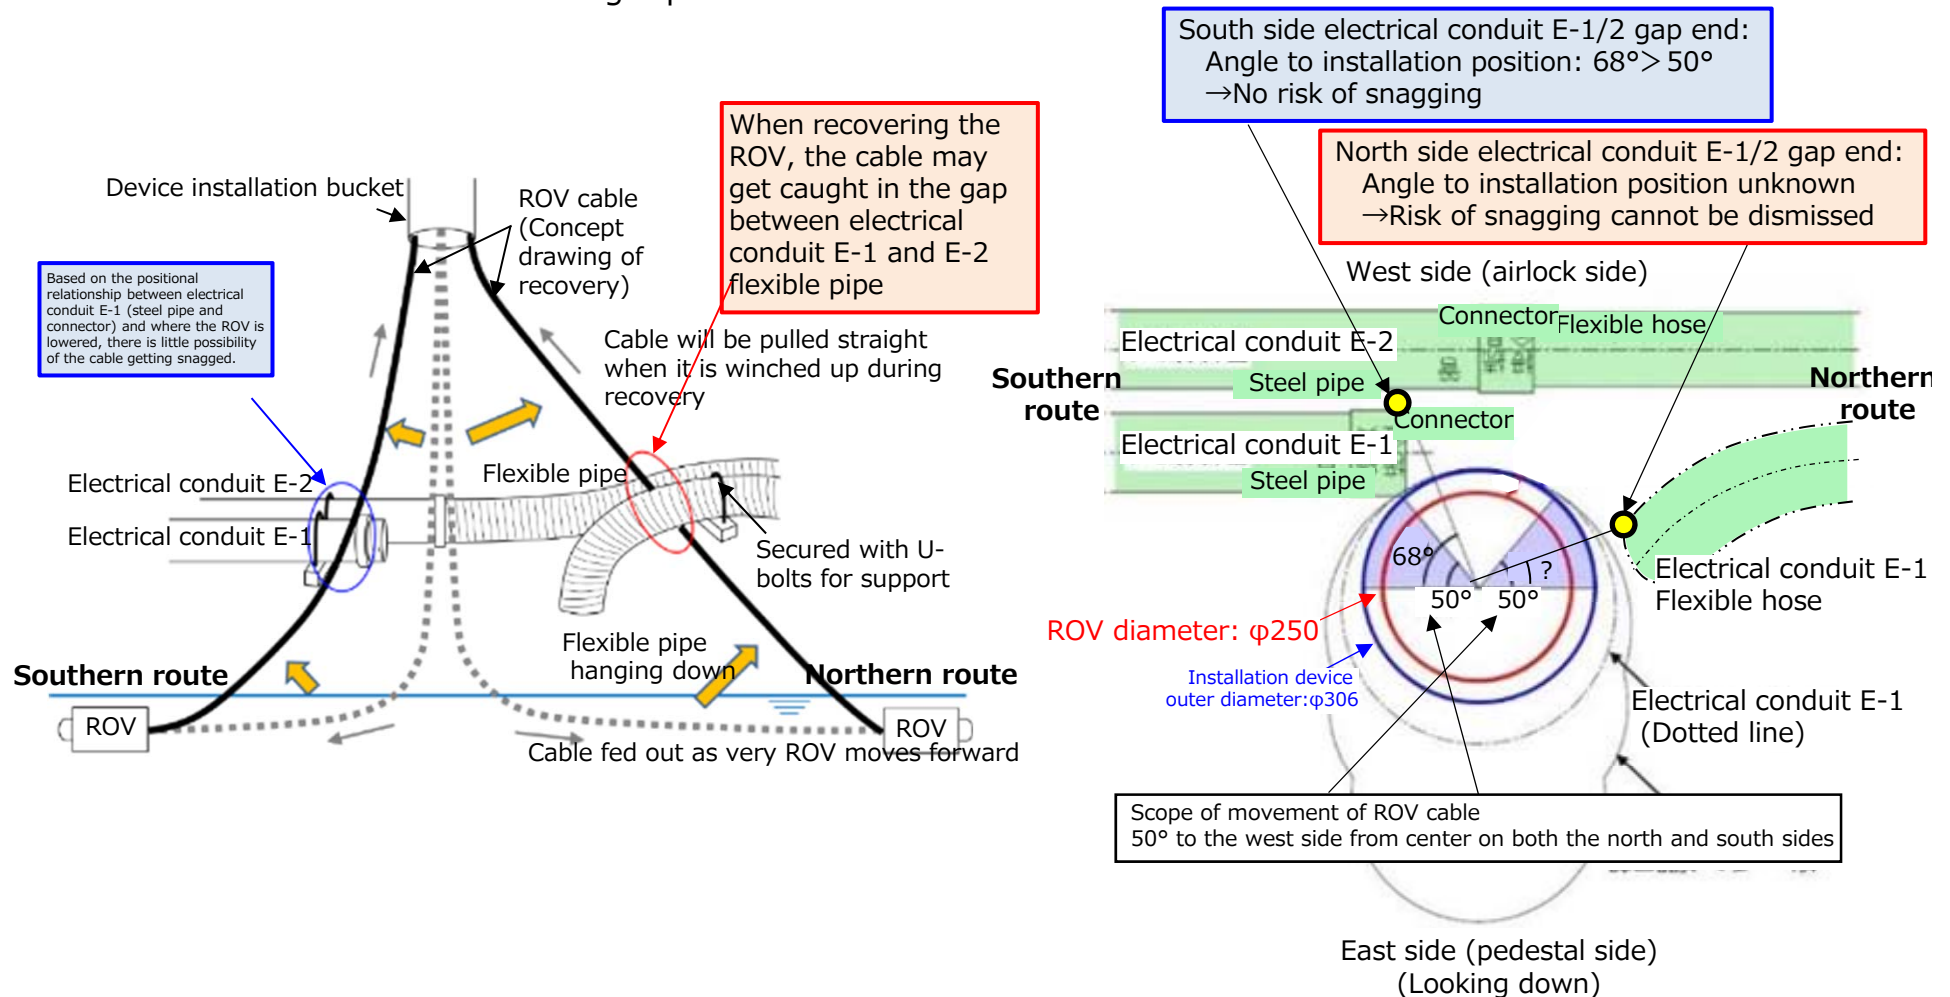 Device installation bucket
ROV cable
(Concept
drawing of
recovery)
When recovering the
ROV, the cable may
get caught in the gap
between electrical
conduit E-1 and E-2
flexible pipe
Based on the positional
relationship between electrical
conduit E-1 (steel pipe and
connector) and where the ROV is
lowered, there is little possibility
of the cable getting snagged.
Cable will be pulled straight
when it is winched up during
recovery
Electrical conduit E-2
Flexible pipe
Electrical conduit E-1
Secured with U-
bolts for support
Flexible pipe
hanging down
Southern route
Northern route
ROV
ROV
Cable fed out as very ROV moves forward
South side electrical conduit E-1/2 gap end:
Angle to installation position: 68°＞50°
→No risk of snagging
North side electrical conduit E-1/2 gap end:
Angle to installation position unknown
→Risk of snagging cannot be dismissed
West side (airlock side)
Connector
Flexible hose
Electrical conduit E-2
Southern
route
Steel pipe
Northern
route
Connector
Electrical conduit E-1
Steel pipe
68°
?
50°
50°
Electrical conduit E-1
Flexible hose
ROV diameter: φ250
Installation device
outer diameter:φ306
Electrical conduit E-1
(Dotted line)
Scope of movement of ROV cable
50° to the west side from center on both the north and south sides
East side (pedestal side)
(Looking down)